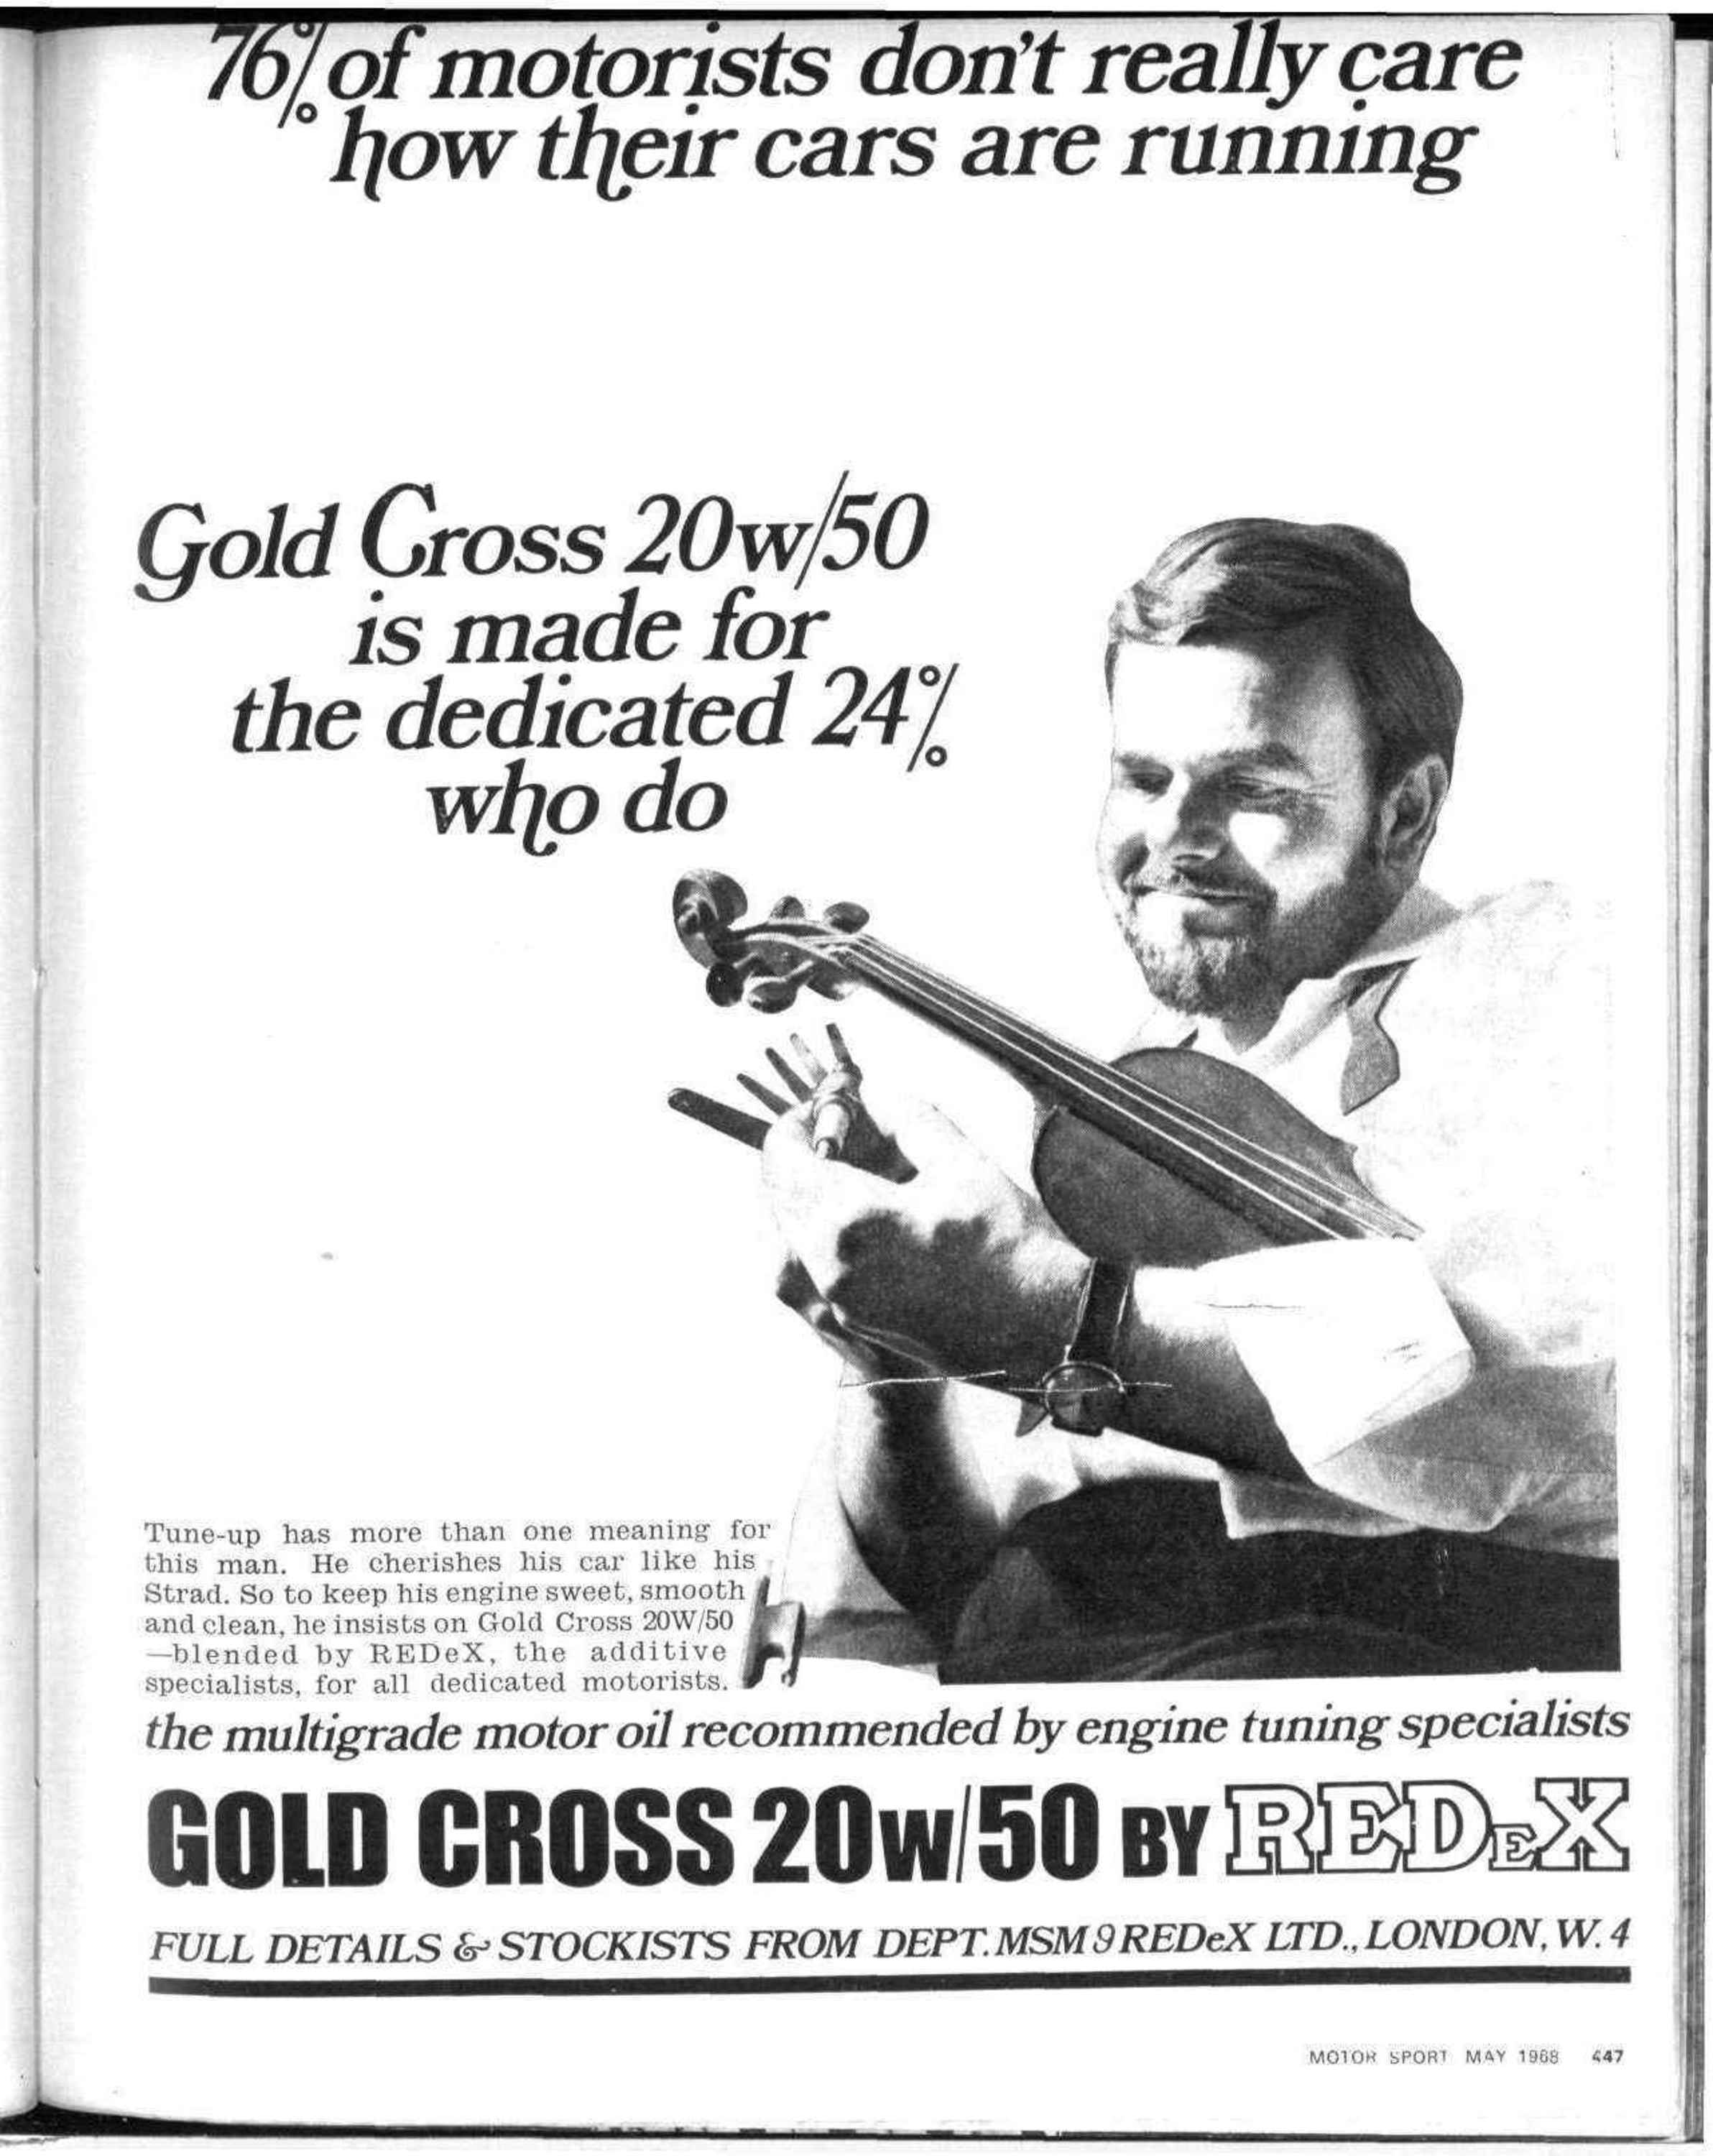 76% of motorists don't really care
how their cars are running
Gold Cross 20w/50
is made for
the dedicated 24%
who do
Tune-up has more than one meaning for
this man. He cherishes his car like his
Strad. So to keep his engine sweet, smooth
and clean, he insists on Gold Cross 20W/50
—blended by REDeX, the additive
specialists, for all dedicated motorists.
the multigrade motor oil recommended by engine tuning specialists
GOLD CROSS 20w/50 BY REDeX
FULL DETAILS & STOCKISTS FROM DEPT. MSM 9 REDeX LTD., LONDON, W. 4
MOTOR SPORT MAY 1968 447